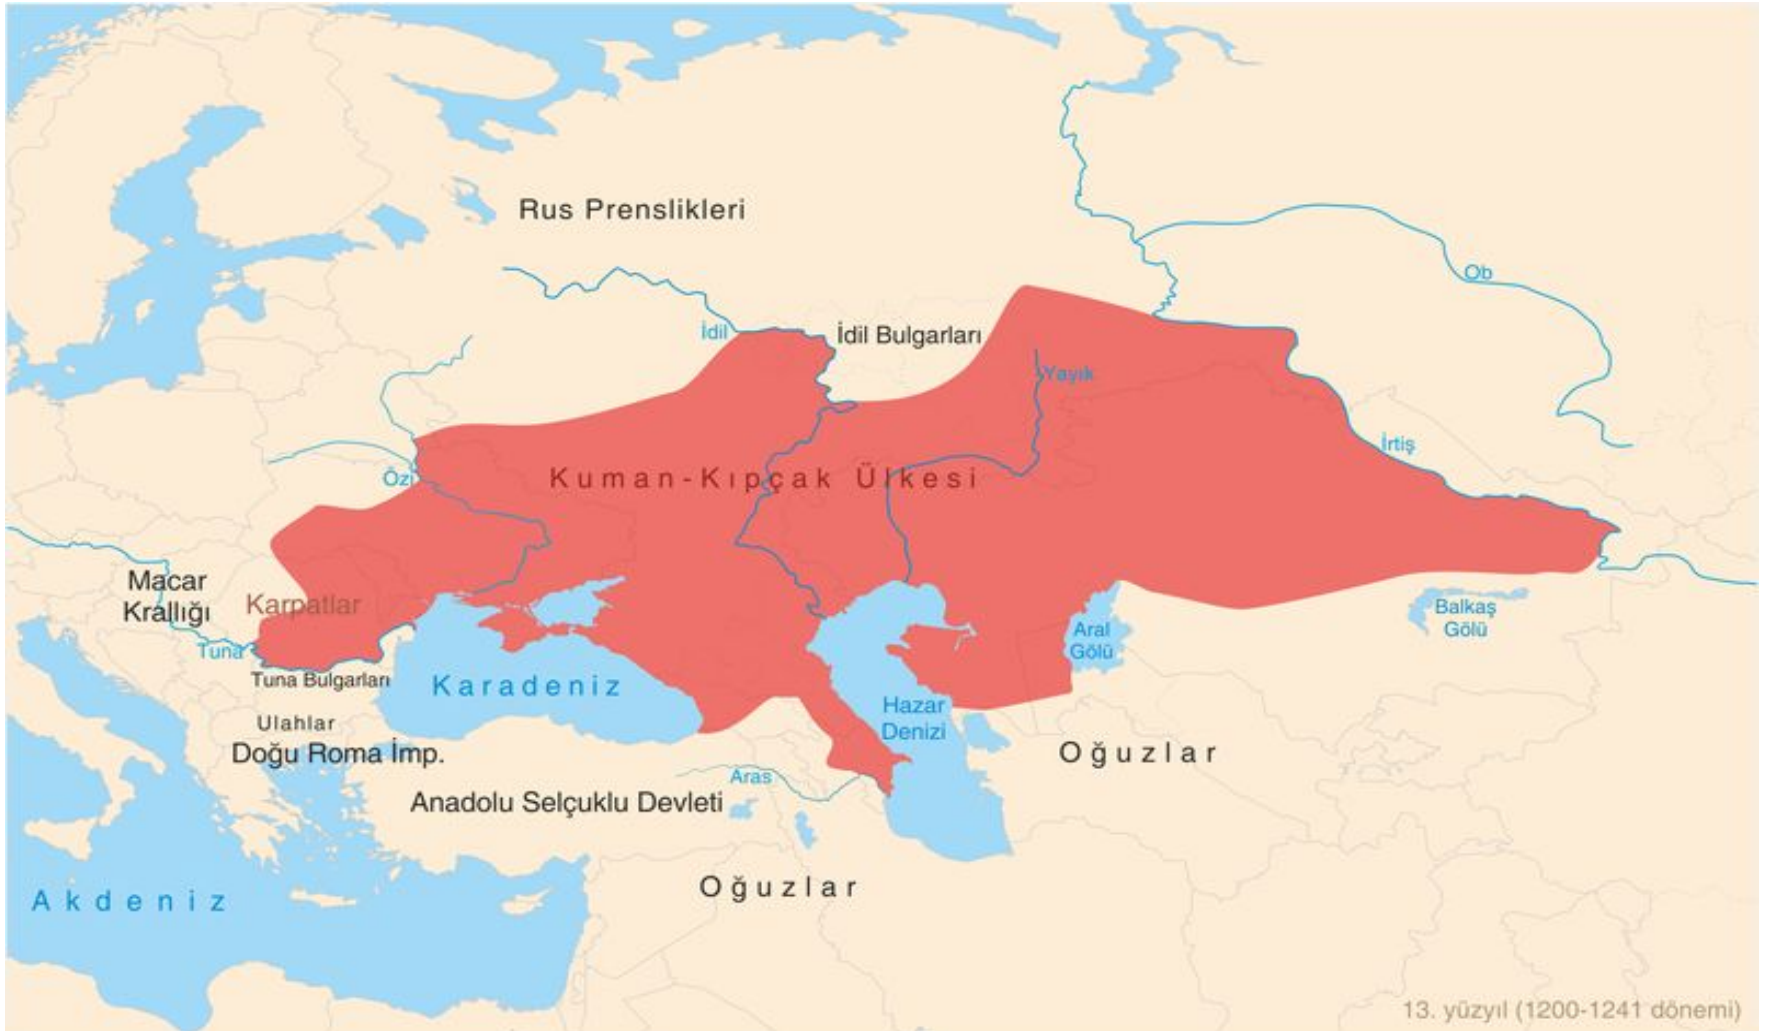 Rus Prenslikleri
Ob
İdil
İdil Bulgarları
Yayık
İrtiş
Özi
Kuman-Kıpçak Ülkesi
Macar
Krallığı
Karpatlar
Tuna
Tuna Bulgarları
Karadeniz
Aral
Gölü
Balkaş
Gölü
Hazar
Denizi
Ulahlar
Doğu Roma İmp.
Oğuzlar
Aras
Anadolu Selçuklu Devleti
Oğuzlar
Akdeniz
13. yüzyıl (1200-1241 dönemi)